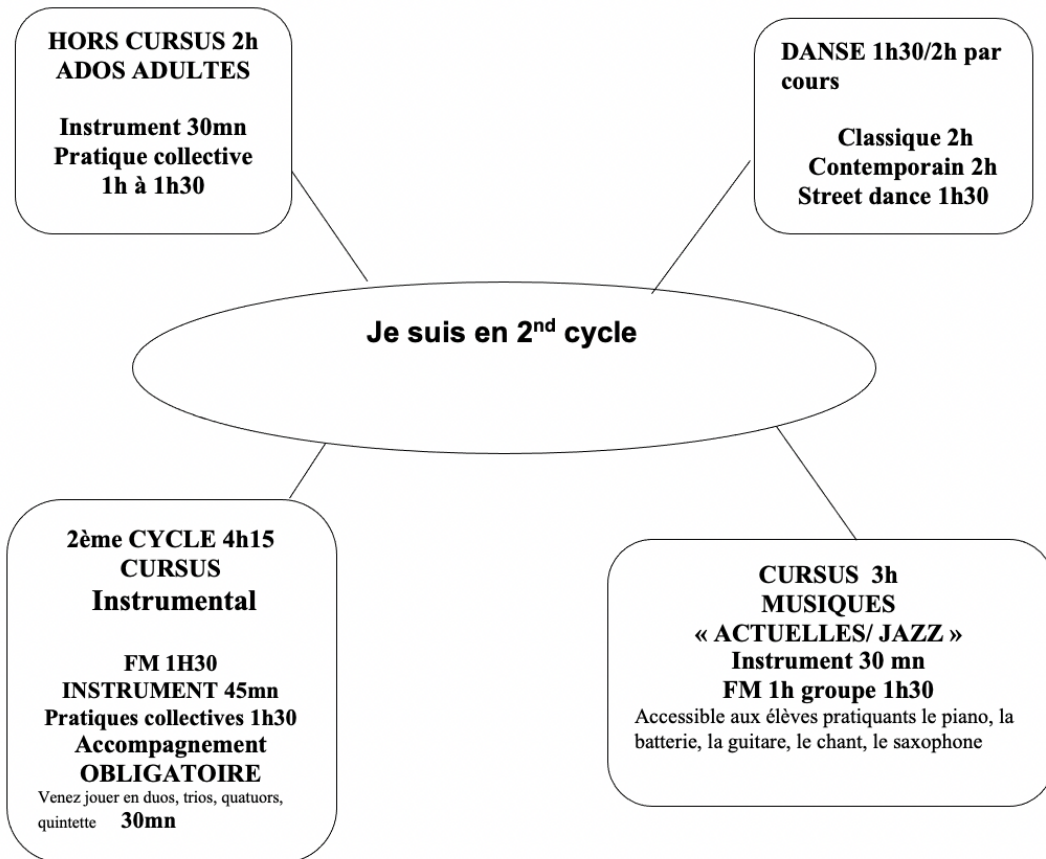 HORS CURSUS 2h
ADOS ADULTES
Instrument 30mn
Pratique collective
1h à 1h30
DANSE 1h30/2h par
cours
Classique 2h
Contemporain 2h
Street dance 1h30
Je suis en 2nd cycle
2ème CYCLE 4h15
CURSUS
Instrumental
FM 1H30
INSTRUMENT 45mn
Pratiques collectives 1h30
Accompagnement
OBLIGATOIRE
Venez jouer en duos, trios, quatuors,
quintette 30mn
CURSUS 3h
MUSIQUES
« ACTUELLES/ JAZZ »
Instrument 30 mn
FM 1h groupe 1h30
Accessible aux élèves pratiquants le piano, la
batterie, la guitare, le chant, le saxophone